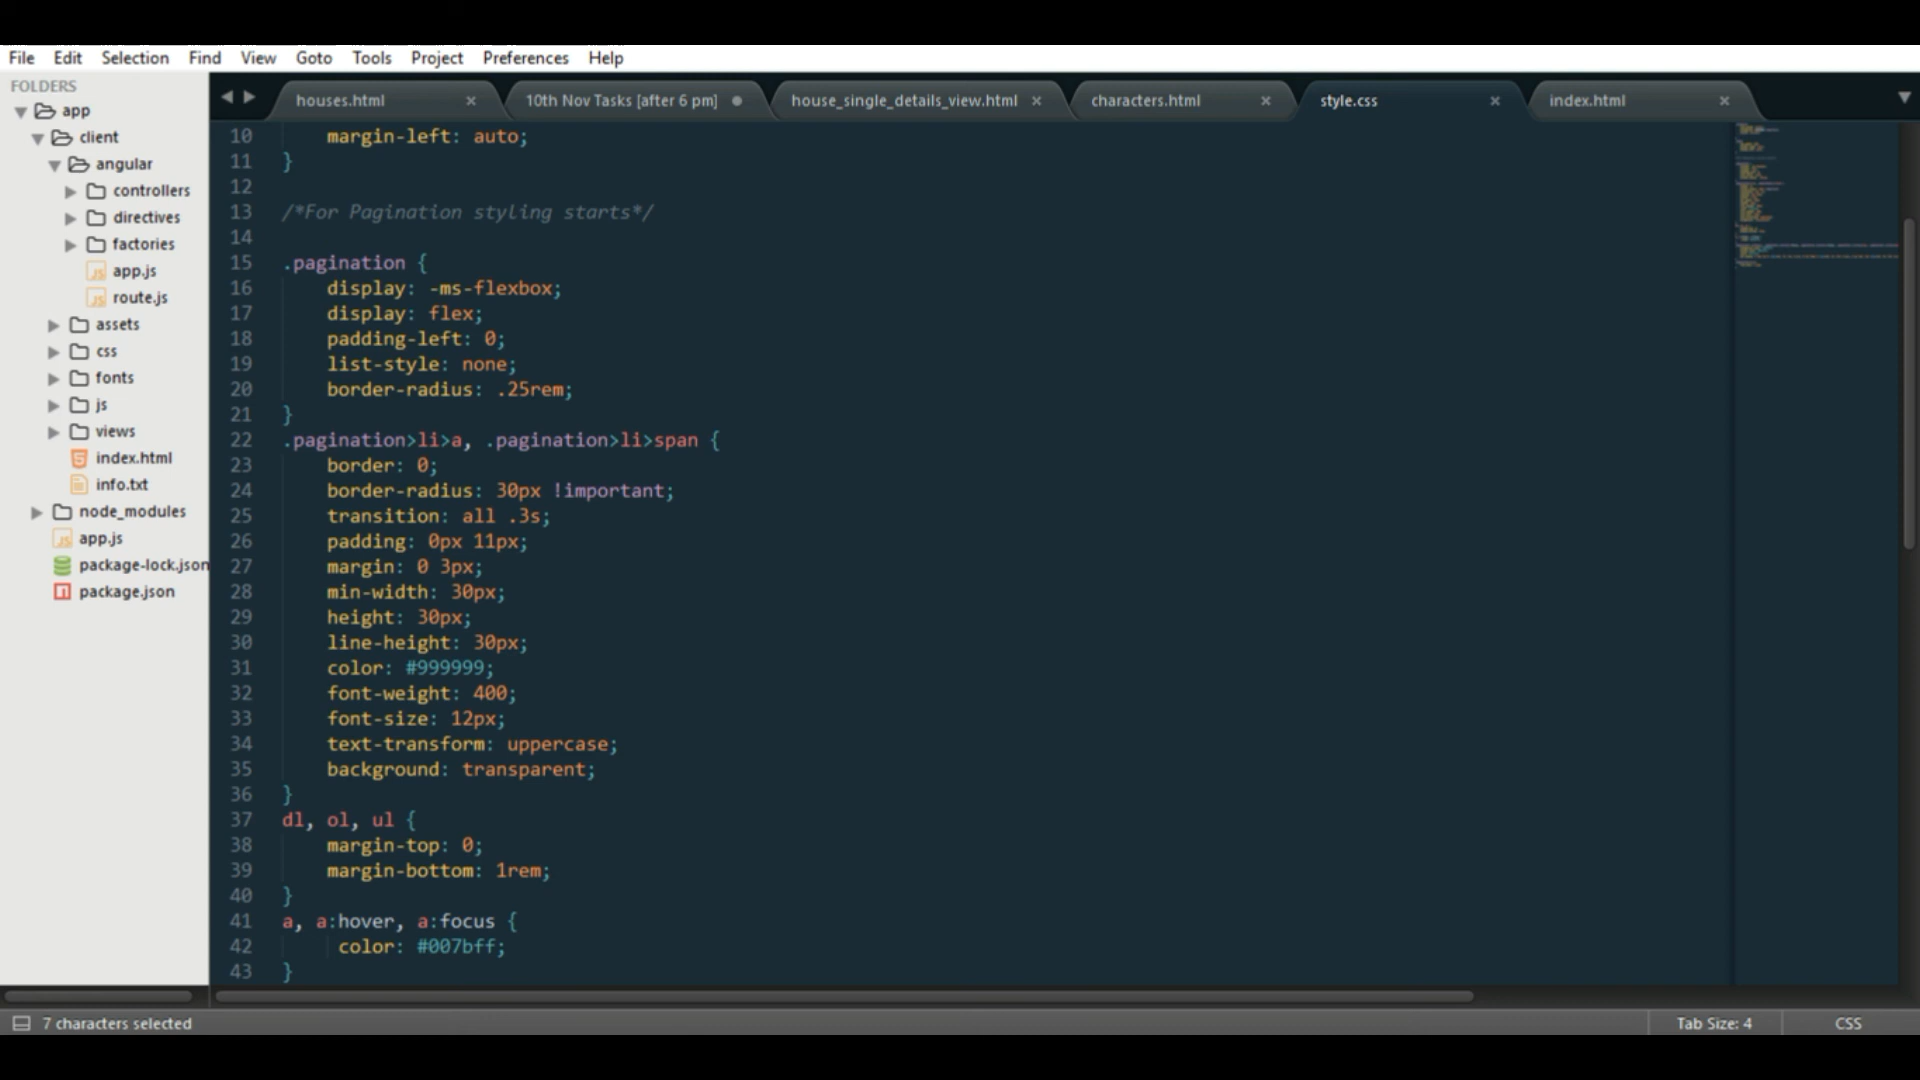 File Edit Selection Find View Goto Tools Project Preferences Help
FOLDERS
app
client
angular
controllers
directives
factories
app.js
route.js
assets
css
fonts
js
views
index.html
info.txt
node_modules
app.js
package-lock.json
package.json
houses.html × 10th Nov Tasks [after 6 pm] house_single_details_view.html × characters.html × style.css × index.html ×
10 margin-left: auto;
11 }
12
13 /*For Pagination styling starts*/
14
15 .pagination {
16 display: -ms-flexbox;
17 display: flex;
18 padding-left: 0;
19 list-style: none;
20 border-radius: .25rem;
21 }
22 .pagination>li>a, .pagination>li>span {
23 border: 0;
24 border-radius: 30px !important;
25 transition: all .3s;
26 padding: 0px 11px;
27 margin: 0 3px;
28 min-width: 30px;
29 height: 30px;
30 line-height: 30px;
31 color: #999999;
32 font-weight: 400;
33 font-size: 12px;
34 text-transform: uppercase;
35 background: transparent;
36 }
37 dl, ol, ul {
38 margin-top: 0;
39 margin-bottom: 1rem;
40 }
41 a, a:hover, a:focus {
42 color: #007bff;
43 }
7 characters selected Tab Size: 4 CSS